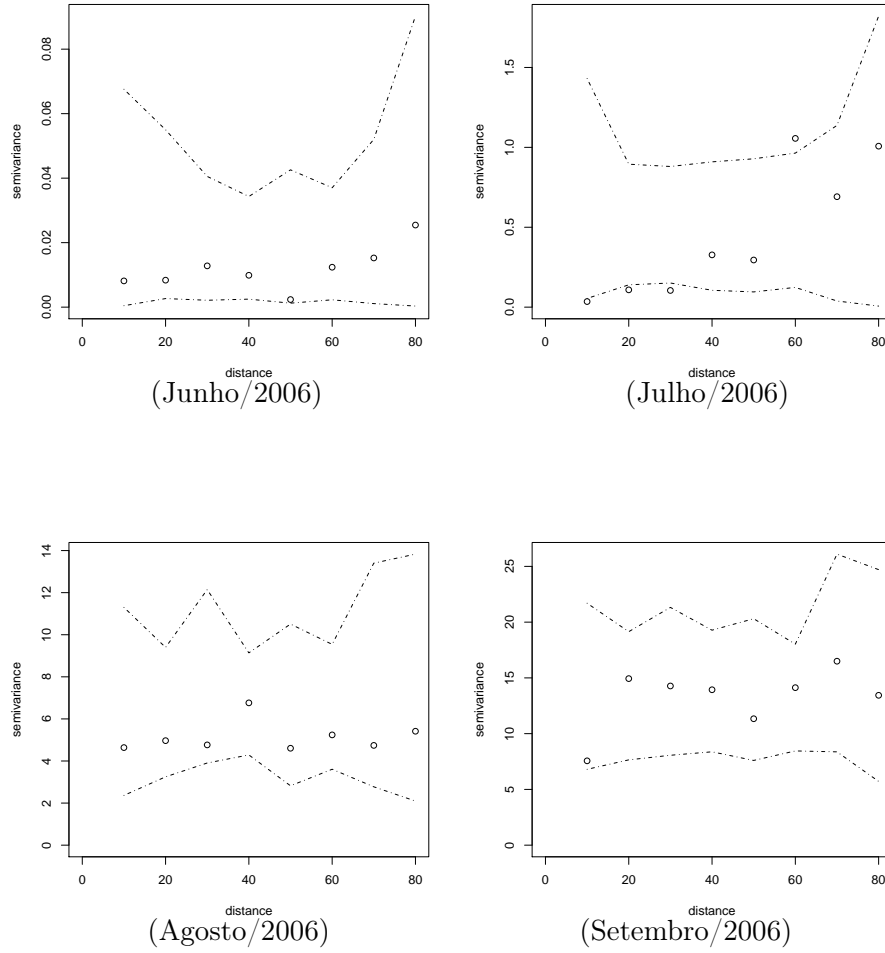 0.00 0.02 0.04 0.06 0.08
semivariance
0 20 40 60 80
distance
(Junho/2006)
0.0 0.5 1.0 1.5
semivariance
0 20 40 60 80
distance
(Julho/2006)
0 2 4 6 8 10 12 14
semivariance
0 20 40 60 80
distance
(Agosto/2006)
0 5 10 15 20 25
semivariance
0 20 40 60 80
distance
(Setembro/2006)